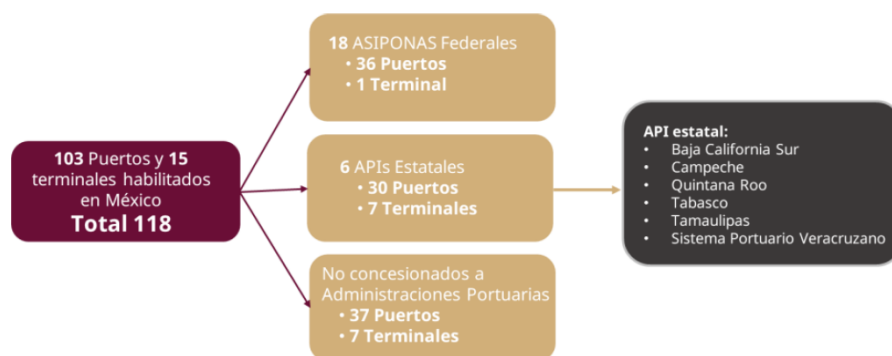 103 Puertos y 15
terminales habilitados
en México
Total 118
18 ASIPONAS Federales
• 36 Puertos
• 1 Terminal
6 APIs Estatales
• 30 Puertos
• 7 Terminales
No concesionados a
Administraciones Portuarias
• 37 Puertos
• 7 Terminales
API estatal:
• Baja California Sur
• Campeche
• Quintana Roo
• Tabasco
• Tamaulipas
• Sistema Portuario Veracruzano